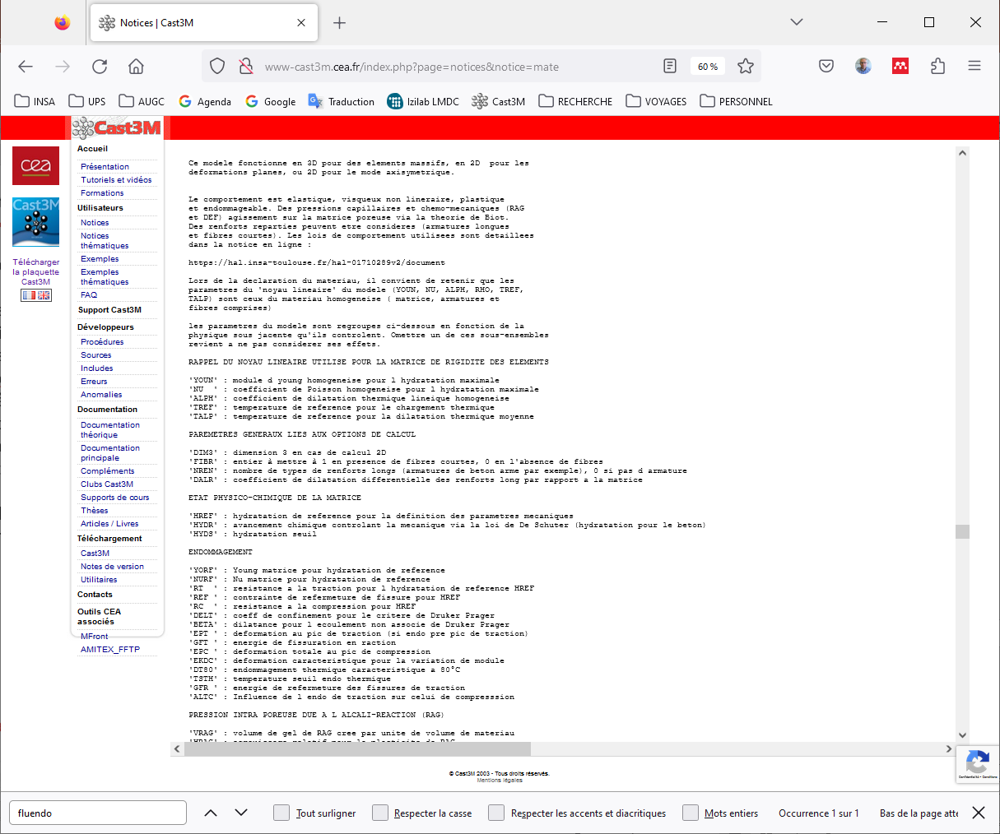 Notices | Cast3M
www-cast3m.cea.fr/index.php?page=notices&notice=mate
60 %
INSA
UPS
AUGC
Agenda
Google
Traduction
Izilab LMDC
Cast3M
RECHERCHE
VOYAGES
PERSONNEL
Cast3M
cea
Cast3M
Télécharger
la plaquette
Cast3M
Accueil
Présentation
Tutoriels et vidéos
Formations
Utilisateurs
Notices
Notices
thématiques
Exemples
Exemples
thématiques
FAQ
Support Cast3M
Développeurs
Procédures
Sources
Includes
Erreurs
Anomalies
Documentation
Documentation
théorique
Documentation
principale
Compléments
Clubs Cast3M
Supports de cours
Thèses
Articles / Livres
Téléchargement
Cast3M
Notes de version
Utilitaires
Contacts
Outils CEA
associés
MFront
AMITEX_FFTP
Ce modele fonctionne en 3D pour des elements massifs, en 2D  pour les
deformations planes, ou 2D pour le mode axisymetrique.
Le comportement est elastique, visqueux non lineraire, plastique
et endommageable. Des pressions capillaires et chemo-mecaniques (RAG
et DEF) agissement sur la matrice poreuse via la theorie de Biot.
Des renforts reparties peuvent etre consideres (armatures longues
et fibres courtes). Les lois de comportement utilisees sont detaillees
dans la notice en ligne :
https://hal.insa-toulouse.fr/hal-01710289v2/document
Lors de la declaration du materiau, il convient de retenir que les
parametres du 'noyau lineaire' du modele (YOUN, NU, ALPH, RHO, TREF,
TALP) sont ceux du materiau homogeneise ( matrice, armatures et
fibres comprises)
les parametres du modele sont regroupes ci-dessous en fonction de la
physique sous jacente qu'ils controlent. Omettre un de ces sous-ensembles
revient a ne pas considerer ses effets.
RAPPEL DU NOYAU LINEAIRE UTILISE POUR LA MATRICE DE RIGIDITE DES ELEMENTS
'YOUN' : module d young homogeneise pour l hydratation maximale
'NU  ' : coefficient de Poisson homogeneise pour l hydratation maximale
'ALPH' : coefficient de dilatation thermique lineique homogeneise
'TREF' : temperature de reference pour le chargement thermique
'TALP' : temperature de reference pour la dilatation thermique moyenne
PAREMETRES GENERAUX LIES AUX OPTIONS DE CALCUL
'DIM3' : dimension 3 en cas de calcul 2D
'FIBR' : entier à mettre à 1 en presence de fibres courtes, 0 en l'absence de fibres
'NREN' : nombre de types de renforts longs (armatures de beton arme par exemple), 0 si pas d armature
'DALR' : coefficient de dilatation differentielle des renforts long par rapport a la matrice
ETAT PHYSICO-CHIMIQUE DE LA MATRICE
'HREF' : hydratation de reference pour la definition des parametres mecaniques
'HYDR' : avancement chimique controlant la mecanique via la loi de De Schuter (hydratation pour le beton)
'HYDS' : hydratation seuil
ENDOMMAGEMENT
'YORF' : Young matrice pour hydratation de reference
'NURF' : Nu matrice pour hydratation de reference
'RT  ' : resistance a la traction pour l hydratation de reference HREF
'REF ' : contrainte de refermeture de fissure pour HREF
'RC  ' : resistance a la compression pour HREF
'DELT' : coeff de confinement pour le critere de Druker Prager
'BETA' : dilatance pour l ecoulement non associe de Druker Prager
'EPT ' : deformation au pic de traction (si endo pre pic de traction)
'GFT ' : energie de fissuration en raction
'EPC ' : deformation totale au pic de compression
'EKDC' : deformation caracteristique pour la variation de module
'DT80' : endommagement thermique caracteristique a 80°C
'TSTH' : temperature seuil endo thermique
'GFR ' : energie de refermeture des fissures de traction
'ALTC' : Influence de l endo de traction sur celui de compresssion
PRESSION INTRA POREUSE DUE A L ALCALI-REACTION (RAG)
'VRAG' : volume de gel de RAG cree par unite de volume de materiau
© Cast3M 2003 - Tous droits réservés.
Mentions légales
Confidentialité - Conditions
fluendo
Tout surligner
Respecter la casse
Respecter les accents et diacritiques
Mots entiers
Occurrence 1 sur 1
Bas de la page atte